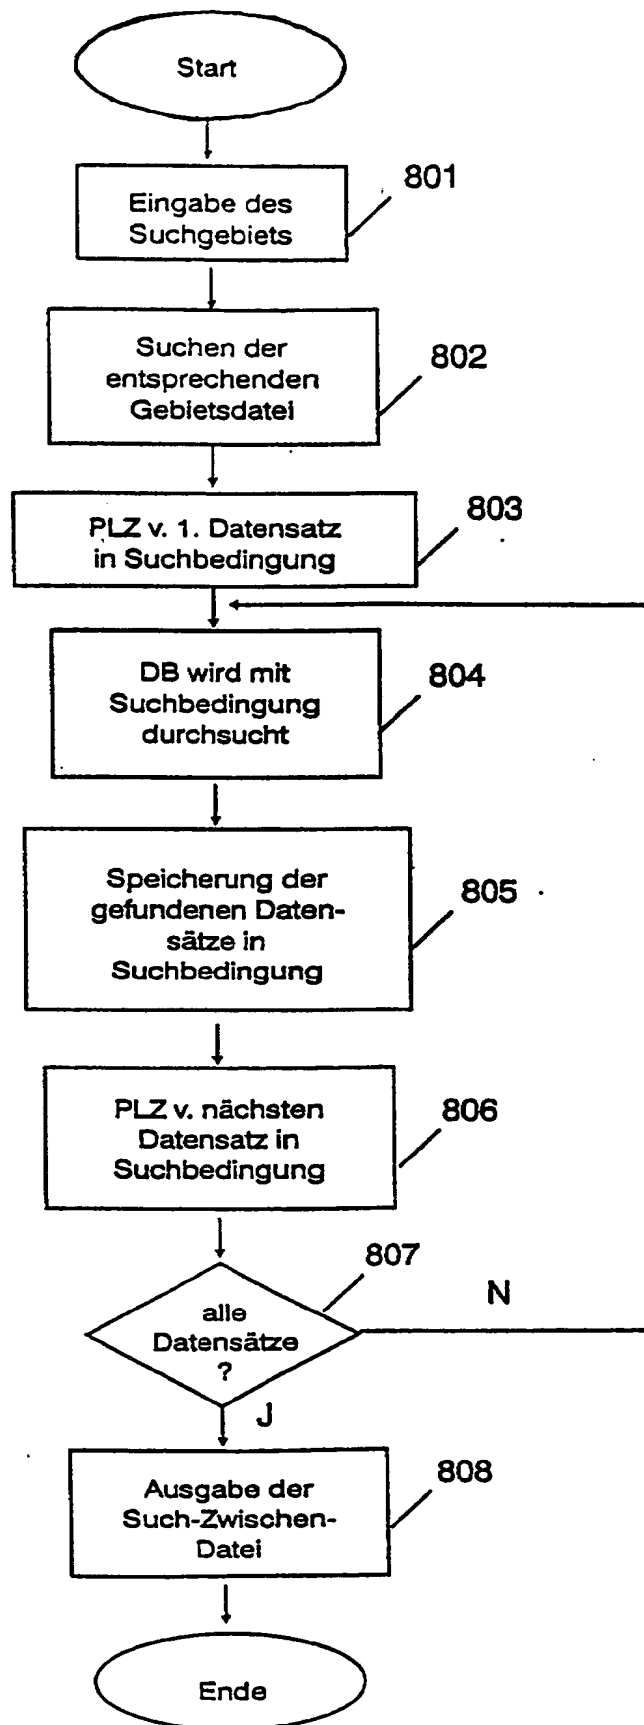 Start
801
Eingabe des
Suchgebiets
802
Suchen der
entsprechenden
Gebietsdatei
803
PLZ v. 1. Datensatz
in Suchbedingung
804
DB wird mit
Suchbedingung
durchsucht
805
Speicherung der
gefundenen Daten-
sätze in
Suchbedingung
806
PLZ v. nächsten
Datensatz in
Suchbedingung
807
N
alle
Datensätze
?
J
808
Ausgabe der
Such-Zwischen-
Datei
Ende